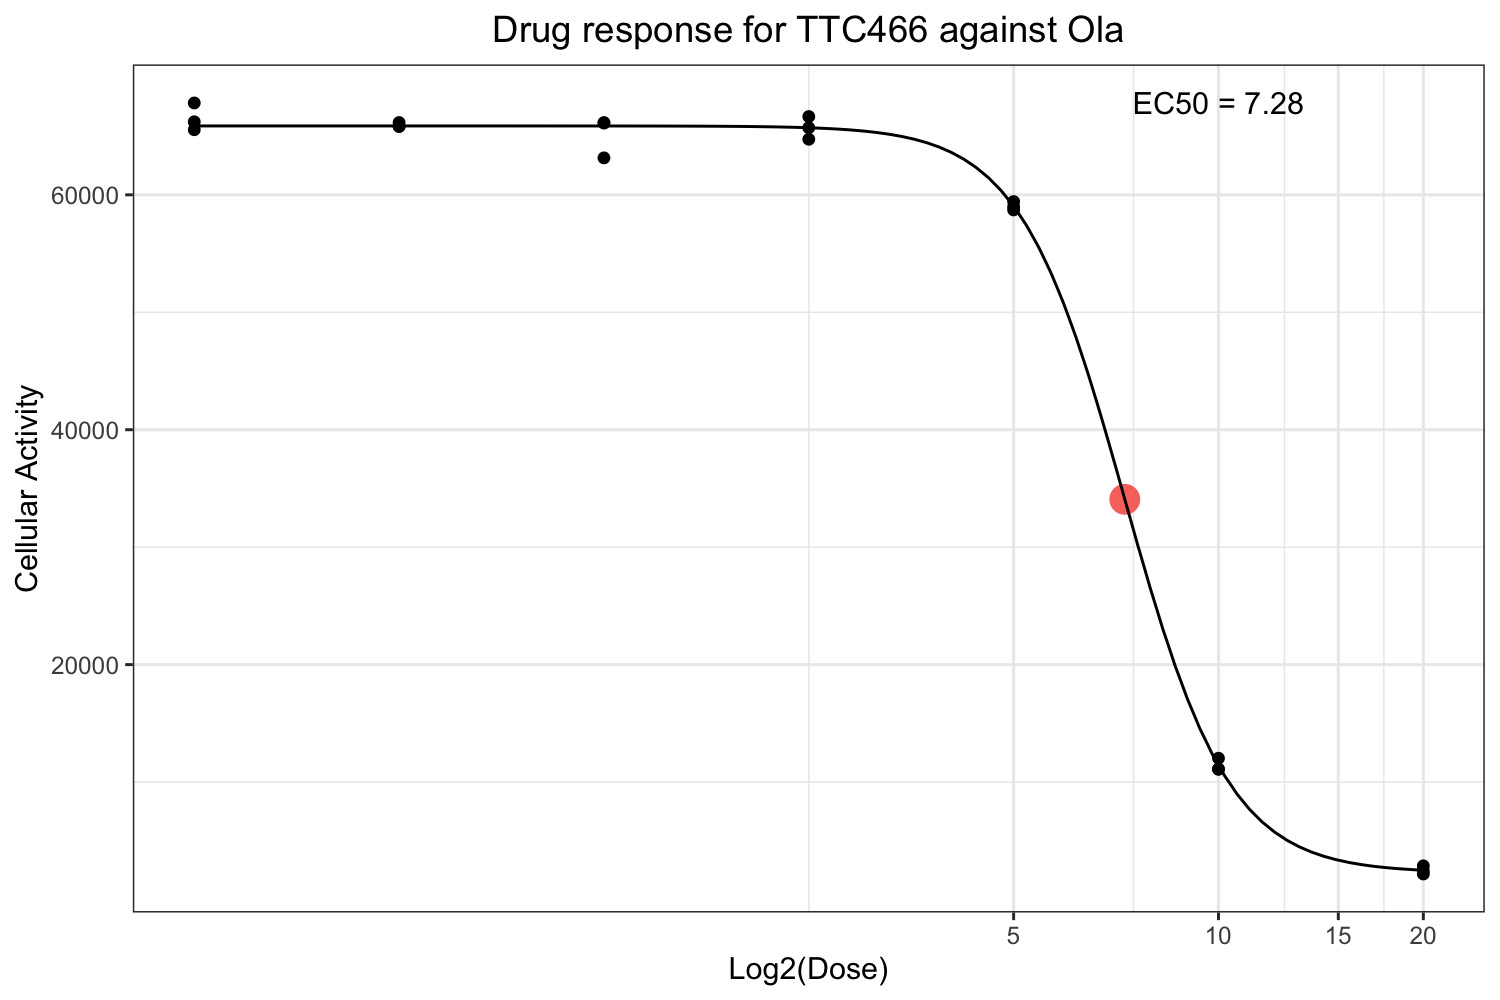 Drug response for TTC466 against Ola
EC50 = 7.28
60000
40000
20000
Cellular Activity
5 10 15 20
Log2(Dose)